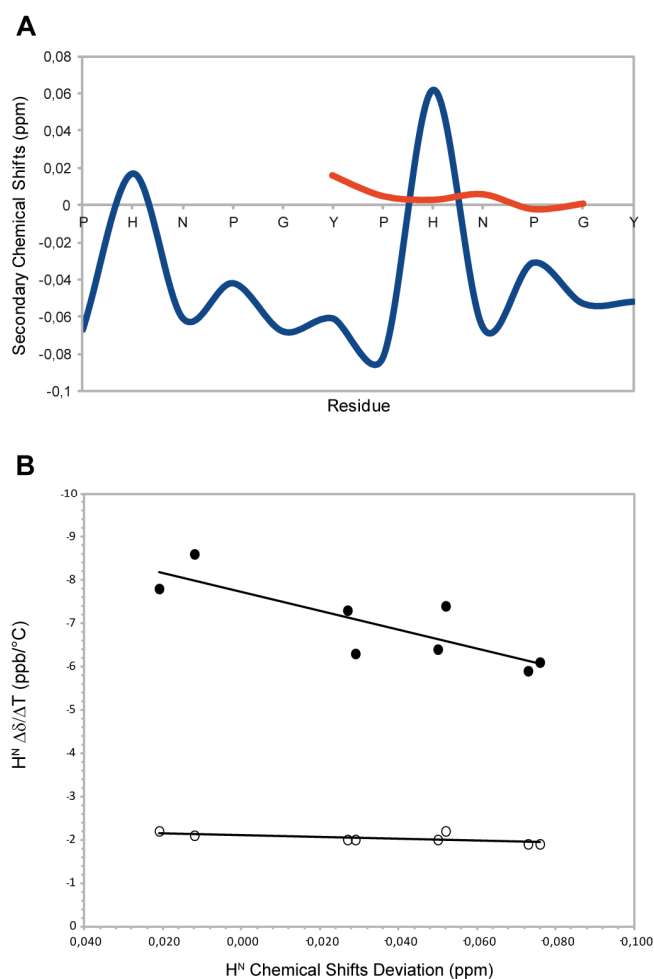 A
Secondary Chemical Shifts (ppm)
0,08
0,06
0,04
0,02
0
-0,02
-0,04
-0,06
-0,08
-0,1
P H N P G Y P H N P G Y
Residue
B
Hᴺ Δδ/ΔT (ppb/°C)
-10
-9
-8
-7
-6
-5
-4
-3
-2
-1
0
0,040 0,020 0,000 -0,020 -0,040 -0,060 -0,080 -0,100
Hᴺ Chemical Shifts Deviation (ppm)